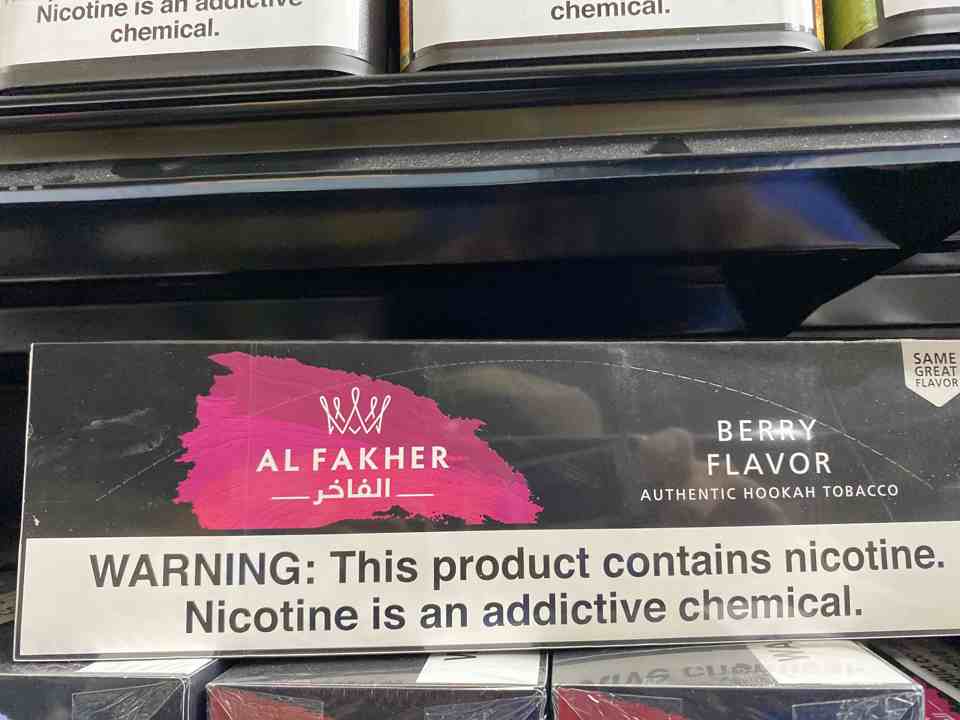 Nicotine is an addictive
chemical.
chemical.
AL FAKHER
الفاخر
BERRY
FLAVOR
AUTHENTIC HOOKAH TOBACCO
SAME
GREAT
FLAVOR
WARNING: This product contains nicotine.
Nicotine is an addictive chemical.